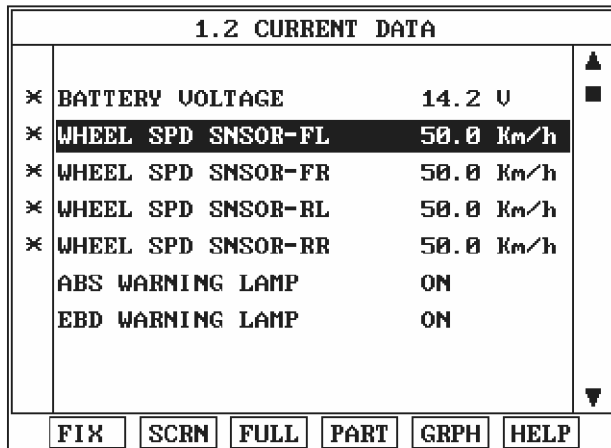 1.2 CURRENT DATA
* BATTERY VOLTAGE 14.2 V
* WHEEL SPD SNSOR-FL 50.0 Km/h
* WHEEL SPD SNSOR-FR 50.0 Km/h
* WHEEL SPD SNSOR-RL 50.0 Km/h
* WHEEL SPD SNSOR-RR 50.0 Km/h
ABS WARNING LAMP ON
EBD WARNING LAMP ON
FIX SCRN FULL PART GRPH HELP